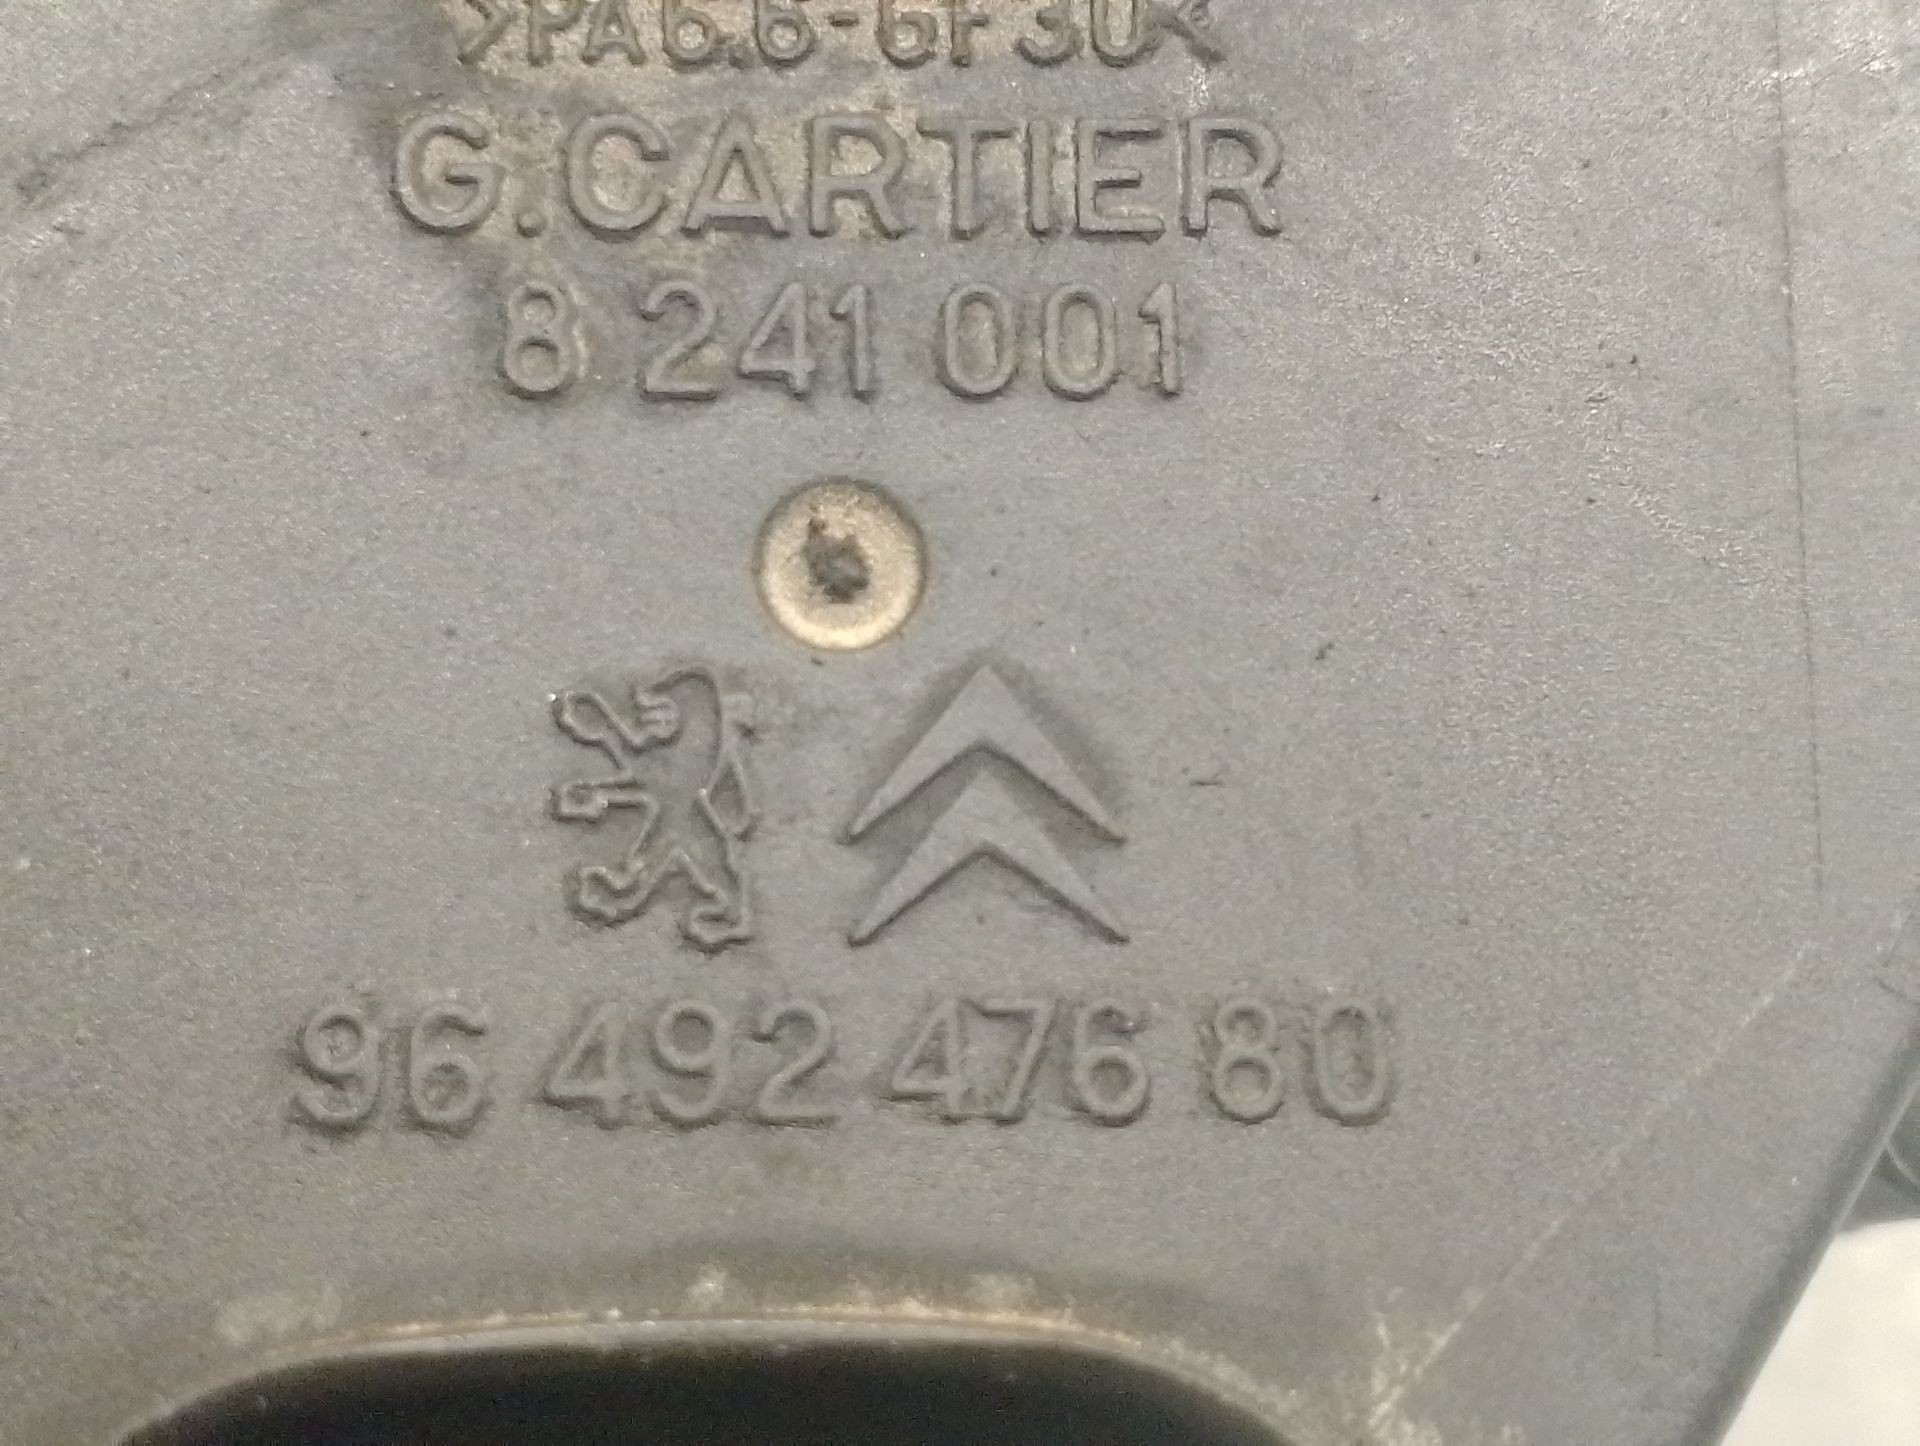 >PA6.6-GF30<
G.CARTIER
8 241 001
96 492 476 80